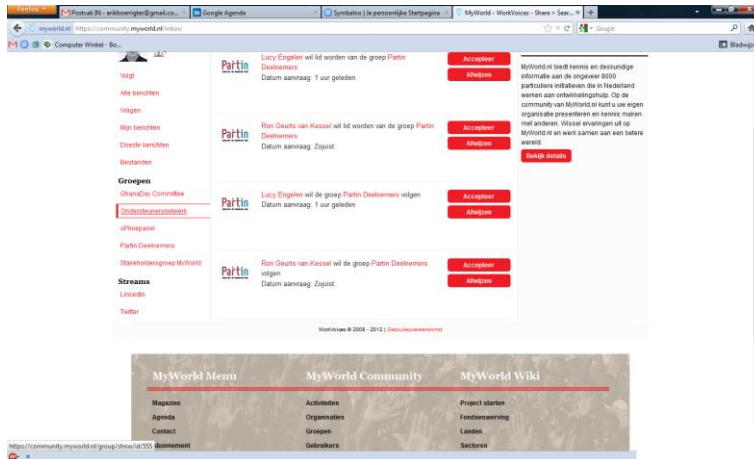 Firefox
Postvak IN - erikboerrigter@gmail.co...
Google Agenda
Symbaloo | Je persoonlijke Startpagina
MyWorld - WorkVoices - Share > Sear...
myworld.nl https://community.myworld.nl/inbox/
Google
Computer Winkel - Bo...
Bladwijz
Volgt
Alle berichten
Vragen
Mijn berichten
Directe berichten
Bestanden
Groepen
GhanaDay Committee
Ondersteunersnetwerk
ePloepanel
Partin Deelnemers
Stakeholdersgroep MyWorld
Streams
LinkedIn
Twitter
Partin
Lucy Engelen wil lid worden van de groep Partin
Deelnemers
Datum aanvraag: 1 uur geleden
Accepteer
Afwijzen
Partin
Ron Geurts van Kessel wil lid worden van de groep Partin
Deelnemers
Datum aanvraag: Zojuist
Accepteer
Afwijzen
Partin
Lucy Engelen wil de groep Partin Deelnemers volgen
Datum aanvraag: 1 uur geleden
Accepteer
Afwijzen
Partin
Ron Geurts van Kessel wil de groep Partin Deelnemers
volgen
Datum aanvraag: Zojuist
Accepteer
Afwijzen
MyWorld.nl biedt kennis en deskundige
informatie aan de ongeveer 8000
particuliere initiatieven die in Nederland
werken aan ontwikkelingshulp. Op de
community van MyWorld.nl kunt u uw eigen
organisatie presenteren en kennis maken
met anderen. Wissel ervaringen uit op
MyWorld.nl en werk samen aan een betere
wereld.
Bekijk details
WorkVoices © 2008 - 2012 | Gebruiksovereenkomst
MyWorld Menu
Magazine
Agenda
Contact
Abonnement
MyWorld Community
Activiteiten
Organisaties
Groepen
Gebruikers
MyWorld Wiki
Project starten
Fondsenwerving
Landen
Sectoren
https://community.myworld.nl/group/show/id/555